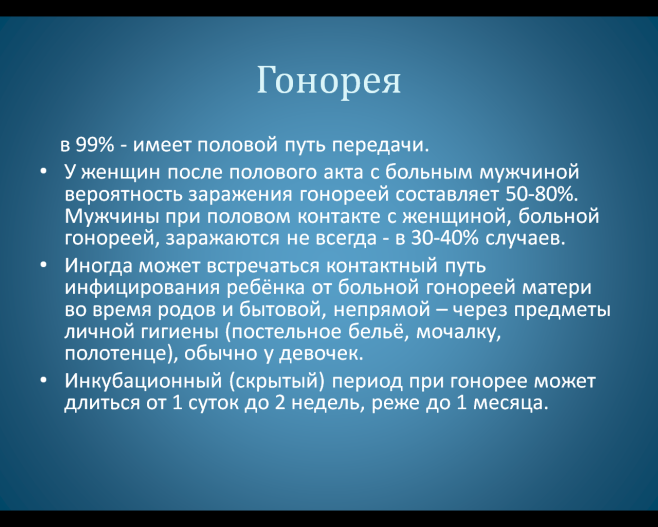 Гонорея
в 99% - имеет половой путь передачи.
• У женщин после полового акта с больным мужчиной
вероятность заражения гонореей составляет 50-80%.
Мужчины при половом контакте с женщиной, больной
гонореей, заражаются не всегда - в 30-40% случаев.
• Иногда может встречаться контактный путь
инфицирования ребёнка от больной гонореей матери
во время родов и бытовой, непрямой – через предметы
личной гигиены (постельное бельё, мочалку,
полотенце), обычно у девочек.
• Инкубационный (скрытый) период при гонорее может
длиться от 1 суток до 2 недель, реже до 1 месяца.